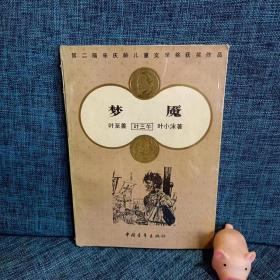 第二届宋庆龄儿童文学奖获奖作品
梦魇
叶至善 叶三午 叶小沫著
中国青年出版社